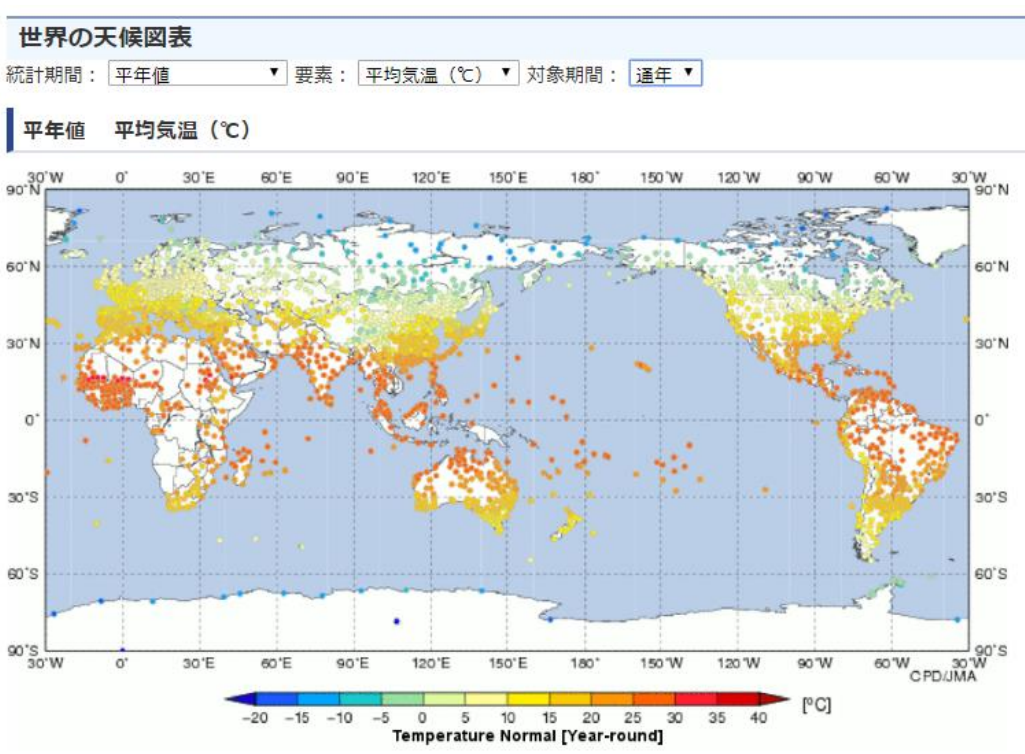 世界の天候図表
統計期間： 平年値 ▼ 要素： 平均気温（℃） ▼ 対象期間： 通年 ▼
平年値 平均気温（℃）
30°W 0° 30°E 60°E 90°E 120°E 150°E 180° 150°W 120°W 90°W 60°W 30°W
90°N 90°N
60°N 60°N
30°N 30°N
0° 0°
30°S 30°S
60°S 60°S
90°S 90°S
30°W 0° 30°E 60°E 90°E 120°E 150°E 180° 150°W 120°W 90°W 60°W 30°W
CPD/JMA
-20 -15 -10 -5 0 5 10 15 20 25 30 35 40 [°C]
Temperature Normal [Year-round]